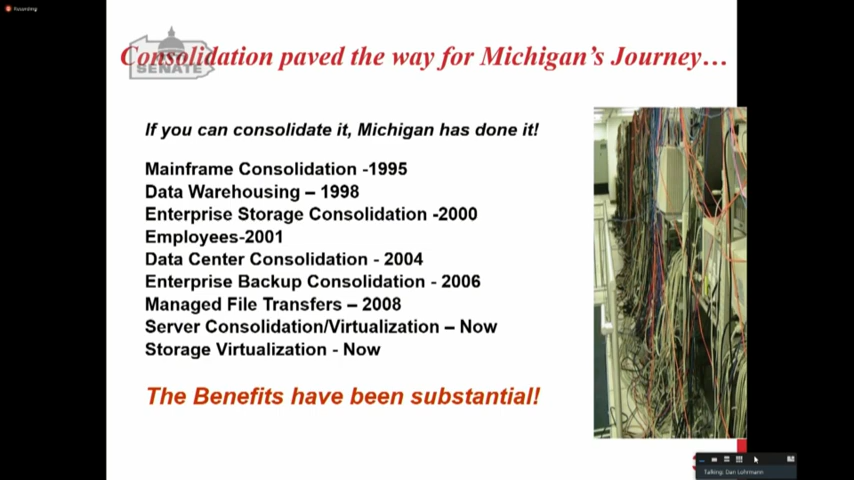 Recording
Consolidation paved the way for Michigan's Journey…
SENATE
If you can consolidate it, Michigan has done it!
Mainframe Consolidation -1995
Data Warehousing – 1998
Enterprise Storage Consolidation -2000
Employees-2001
Data Center Consolidation - 2004
Enterprise Backup Consolidation - 2006
Managed File Transfers – 2008
Server Consolidation/Virtualization – Now
Storage Virtualization - Now
The Benefits have been substantial!
Talking: Dan Lohrmann